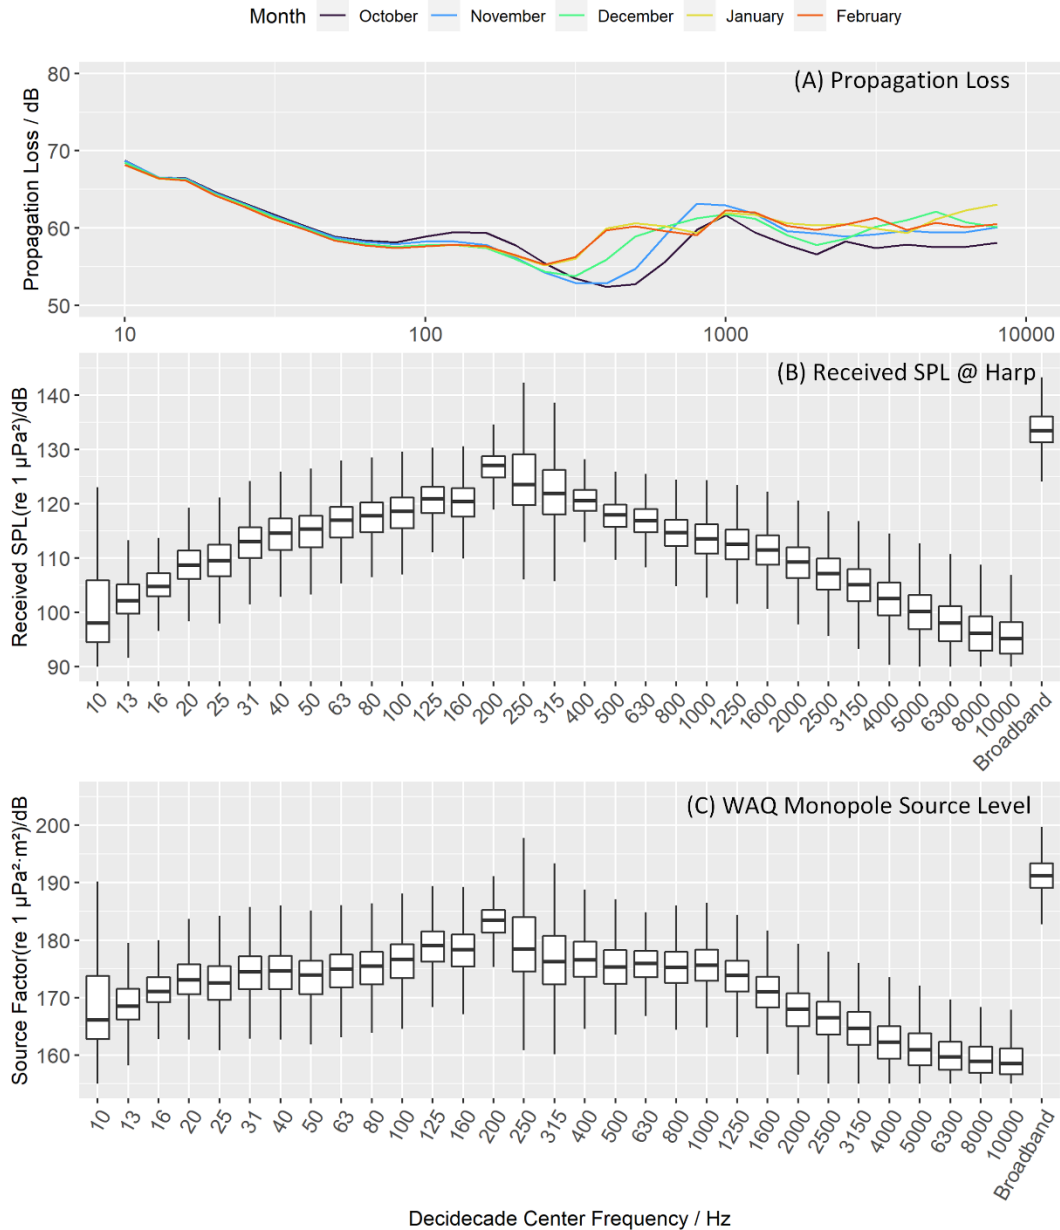 Month October November December January February
(A) Propagation Loss
Propagation Loss / dB
80
70
60
50
10 100 1000 10000
(B) Received SPL @ Harp
Received SPL(re 1 µPa²)/dB
140
130
120
110
100
90
10 13 16 20 25 31 40 50 63 80 100 125 160 200 250 315 400 500 630 800 1000 1250 1600 2000 2500 3150 4000 5000 6300 8000 10000 Broadband
(C) WAQ Monopole Source Level
Source Factor(re 1 µPa²·m²)/dB
200
190
180
170
160
10 13 16 20 25 31 40 50 63 80 100 125 160 200 250 315 400 500 630 800 1000 1250 1600 2000 2500 3150 4000 5000 6300 8000 10000 Broadband
Decidecade Center Frequency / Hz